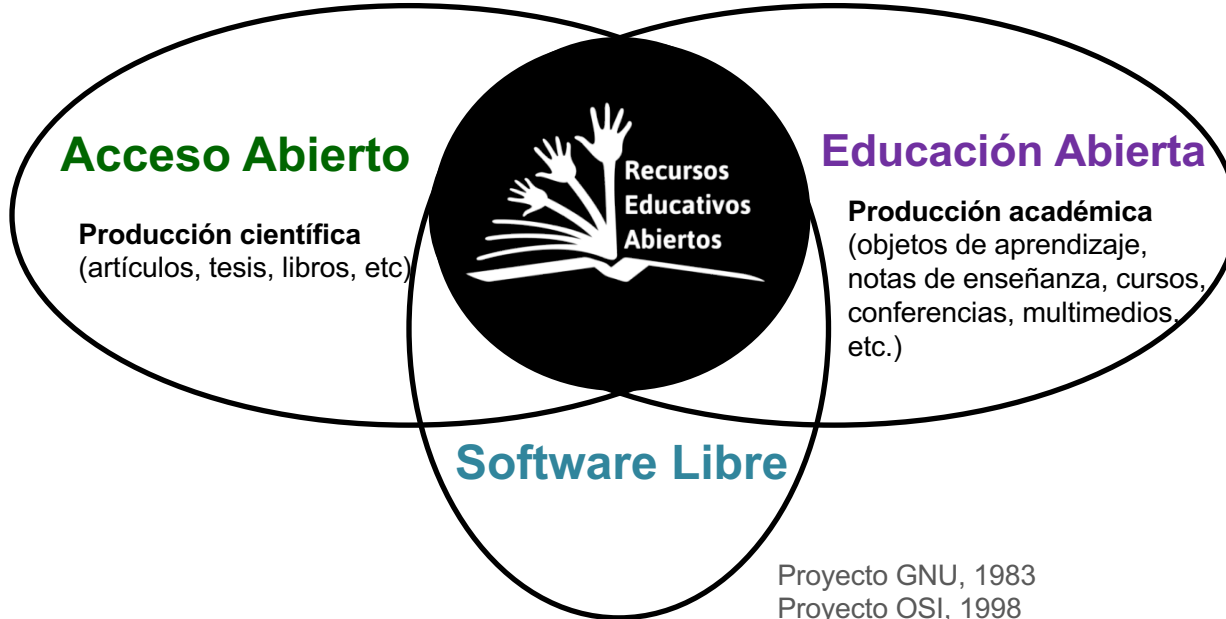 Acceso Abierto
Producción científica
(artículos, tesis, libros, etc)
Recursos
Educativos
Abiertos
Educación Abierta
Producción académica
(objetos de aprendizaje,
notas de enseñanza, cursos,
conferencias, multimedios,
etc.)
Software Libre
Proyecto GNU, 1983
Proyecto OSI, 1998